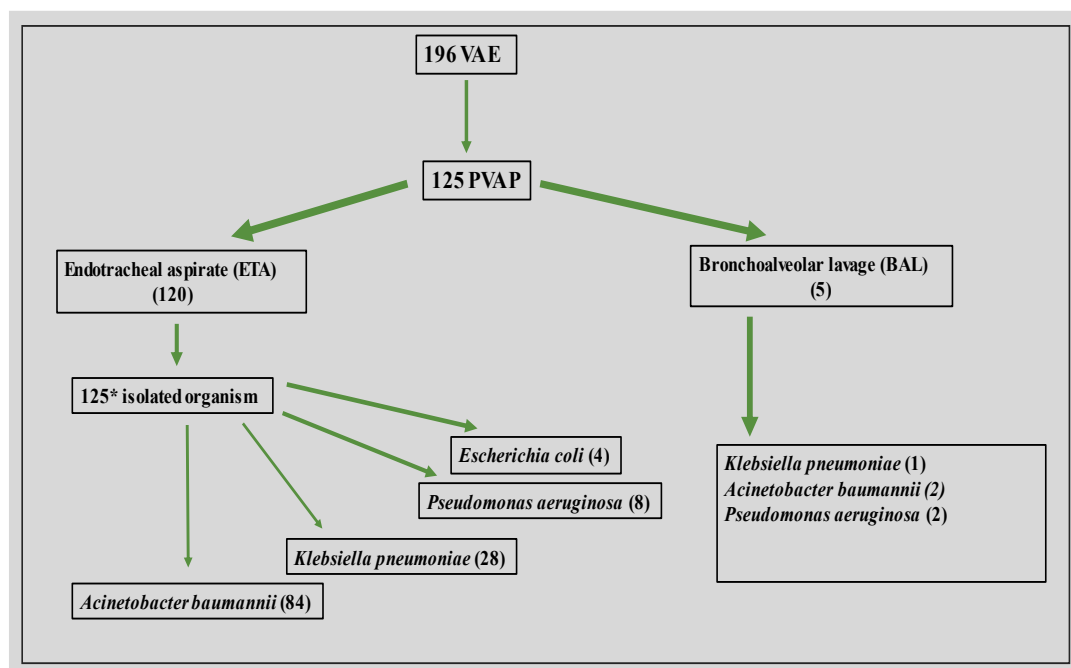 196 VAE
125 PVAP
Endotracheal aspirate (ETA)
(120)
Bronchoalveolar lavage (BAL)
(5)
125* isolated organism
Escherichia coli (4)
Pseudomonas aeruginosa (8)
Klebsiella pneumoniae (28)
Acinetobacter baumannii (84)
Klebsiella pneumoniae (1)
Acinetobacter baumannii (2)
Pseudomonas aeruginosa (2)